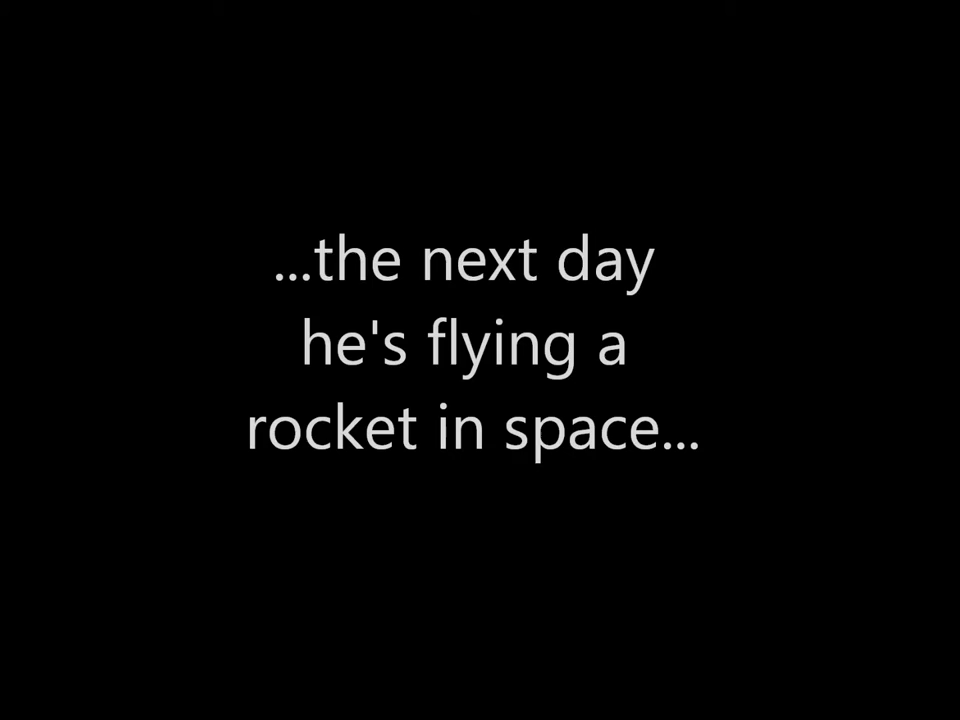 ...the next day
he's flying a
rocket in space...